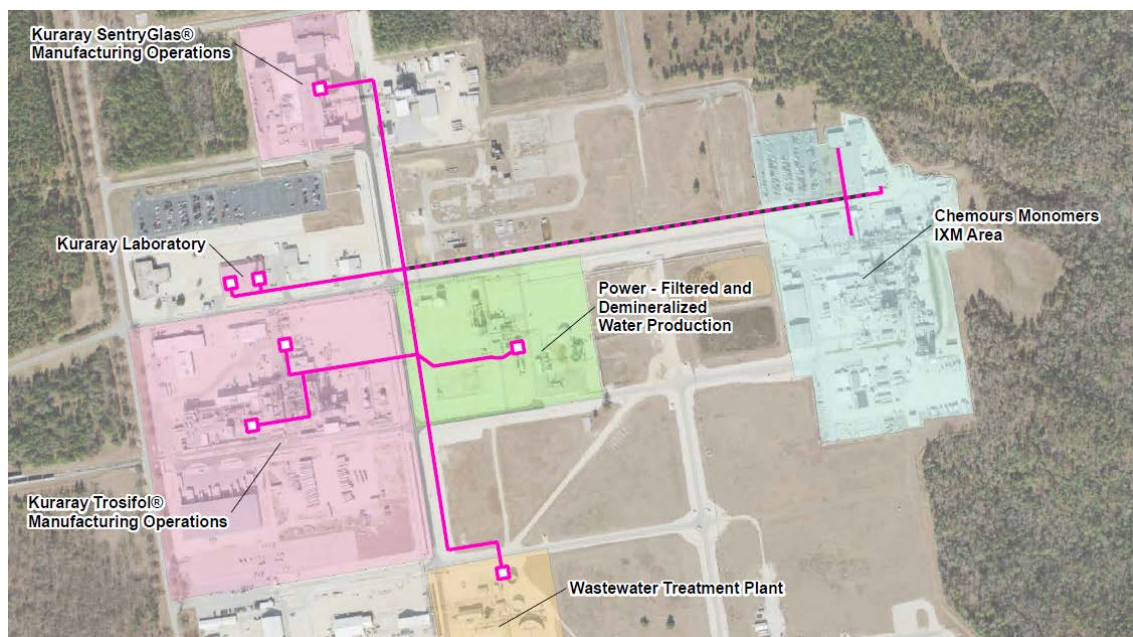 Kuraray SentryGlas®
Manufacturing Operations
Kuraray Laboratory
Chemours Monomers
IXM Area
Power - Filtered and
Demineralized
Water Production
Kuraray Trosifol®
Manufacturing Operations
Wastewater Treatment Plant